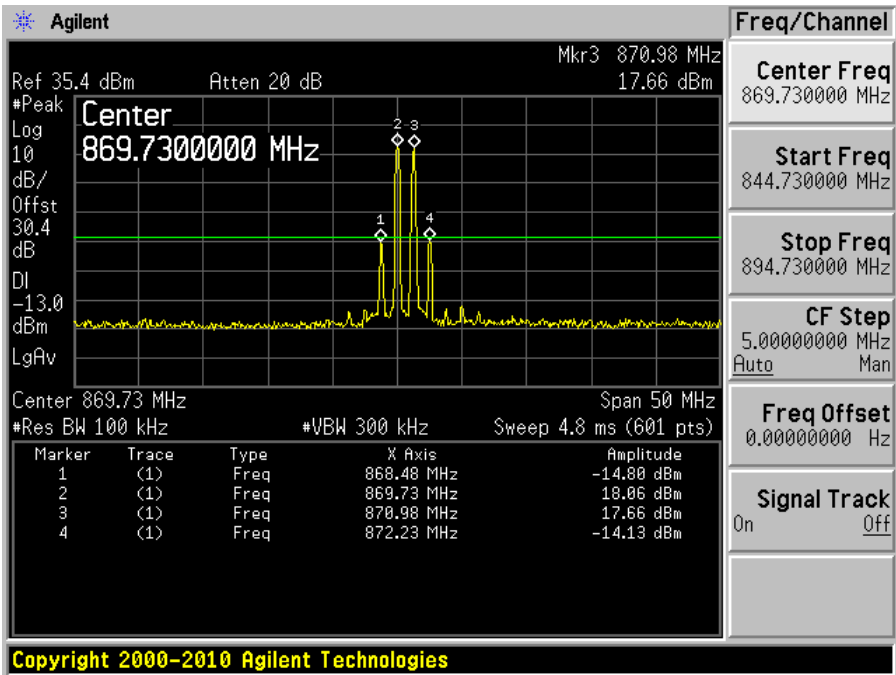 Agilent
Freq/Channel
Mkr3 870.98 MHz
Ref 35.4 dBm Atten 20 dB 17.66 dBm
#Peak
Log
10
dB/
Offst
30.4
dB
DI
-13.0
dBm
LgAv
Center
869.7300000 MHz
2 3
1 4
Center 869.73 MHz Span 50 MHz
#Res BW 100 kHz #VBW 300 kHz Sweep 4.8 ms (601 pts)
Marker Trace Type X Axis Amplitude
1 (1) Freq 868.48 MHz -14.80 dBm
2 (1) Freq 869.73 MHz 18.06 dBm
3 (1) Freq 870.98 MHz 17.66 dBm
4 (1) Freq 872.23 MHz -14.13 dBm
Center Freq
869.730000 MHz
Start Freq
844.730000 MHz
Stop Freq
894.730000 MHz
CF Step
5.00000000 MHz
Auto Man
Freq Offset
0.00000000 Hz
Signal Track
On Off
Copyright 2000-2010 Agilent Technologies